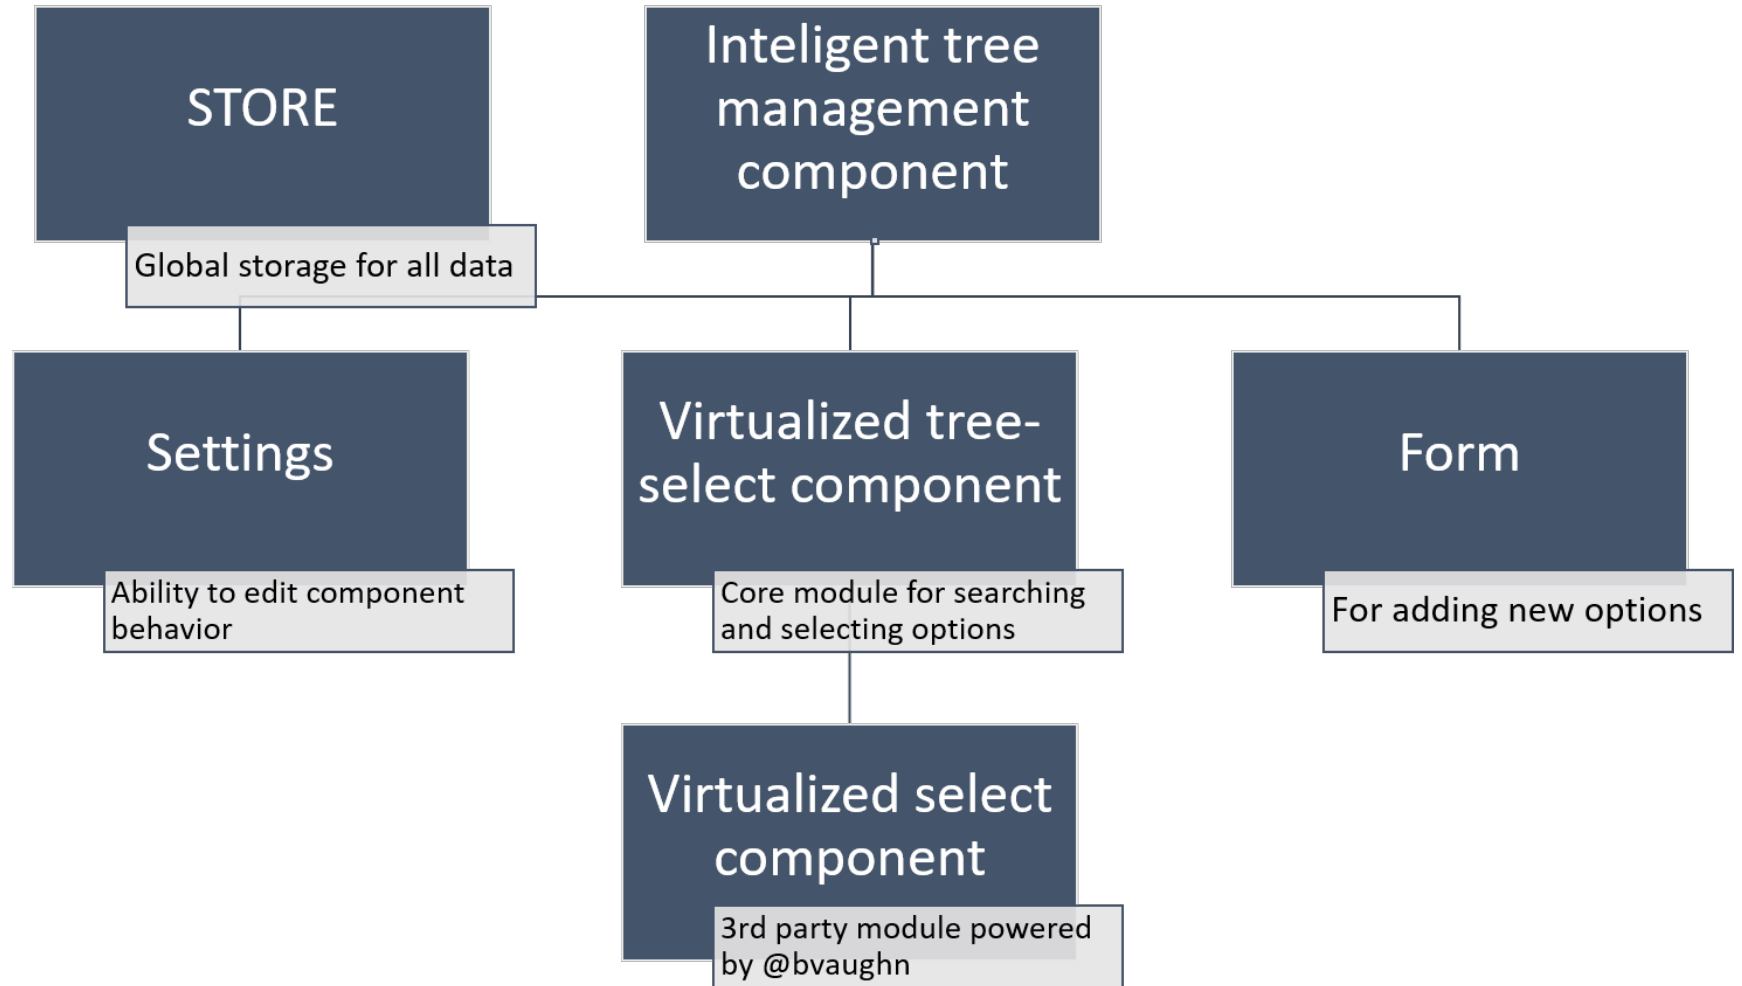 STORE
Global storage for all data
Inteligent tree
management
component
Settings
Ability to edit component
behavior
Virtualized tree-
select component
Core module for searching
and selecting options
Form
For adding new options
Virtualized select
component
3rd party module powered
by @bvaughn